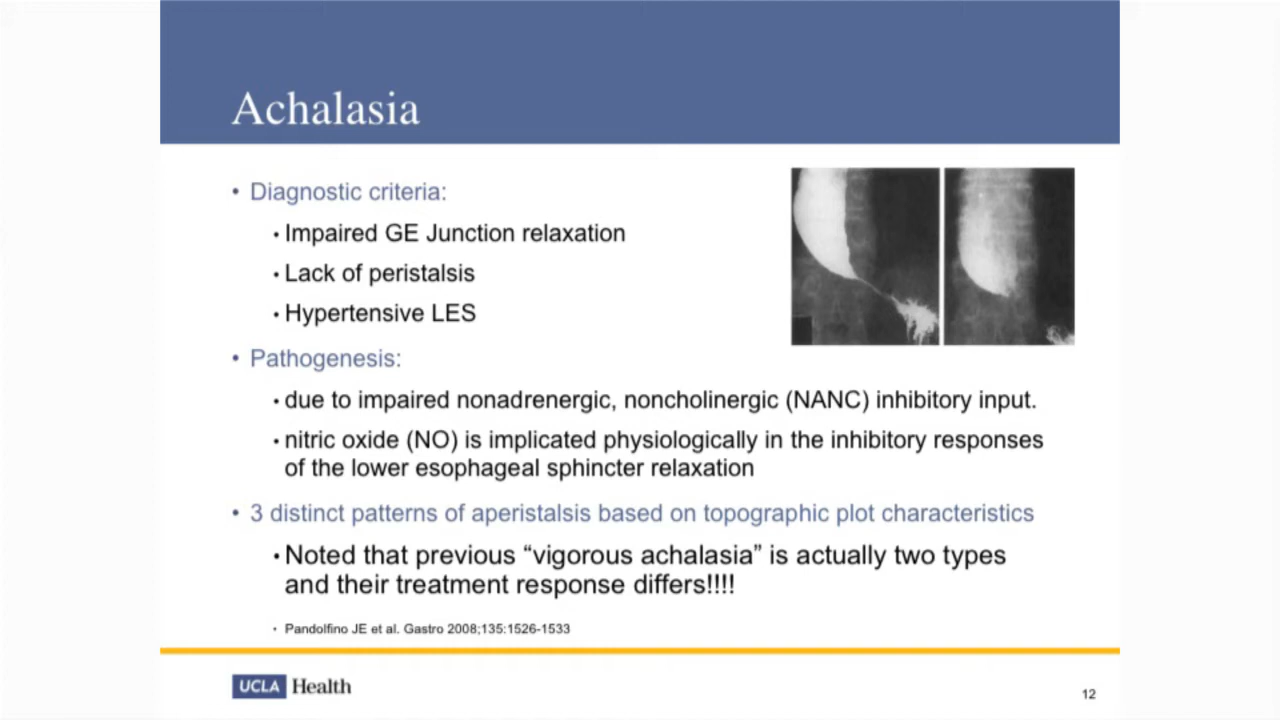 Achalasia
• Diagnostic criteria:
• Impaired GE Junction relaxation
• Lack of peristalsis
• Hypertensive LES
• Pathogenesis:
• due to impaired nonadrenergic, noncholinergic (NANC) inhibitory input.
• nitric oxide (NO) is implicated physiologically in the inhibitory responses
of the lower esophageal sphincter relaxation
• 3 distinct patterns of aperistalsis based on topographic plot characteristics
• Noted that previous “vigorous achalasia” is actually two types
and their treatment response differs!!!!
• Pandolfino JE et al. Gastro 2008;135:1526-1533
UCLA Health
12